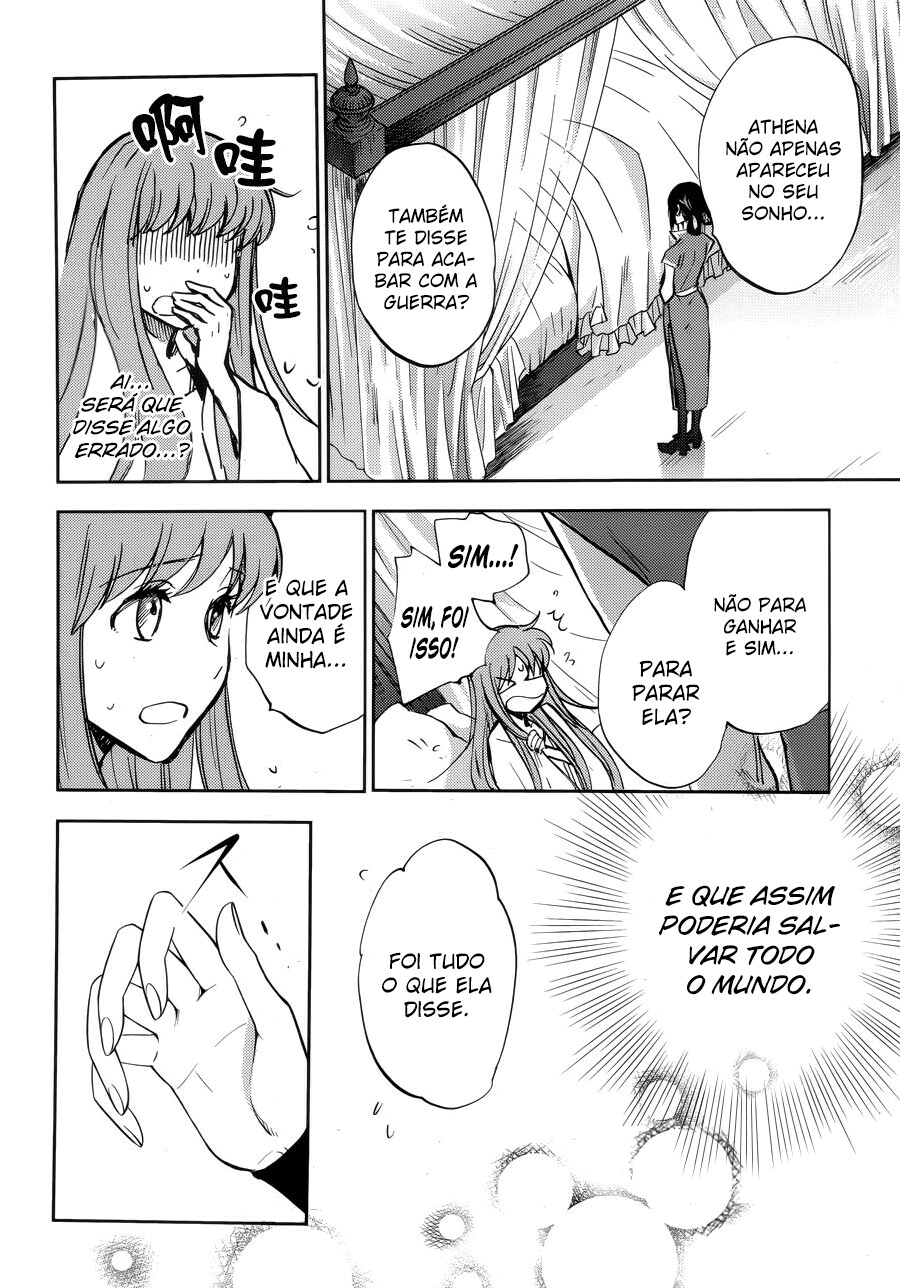 ATHENA
NÃO APENAS
APARECEU
NO SEU
SONHO...
TAMBÉM
TE DISSE
PARA ACA-
BAR COM A
GUERRA?
啊
哇
哇
AI...
SERÁ QUE
DISSE ALGO
ERRADO...?
NÃO PARA
GANHAR
E SIM...
PARA
PARAR
ELA?
SIM...!
SIM, FOI
ISSO!
E QUE A
VONTADE
AINDA É
MINHA...
E QUE ASSIM
PODERIA SAL-
VAR TODO
O MUNDO.
FOI TUDO
O QUE ELA
DISSE.